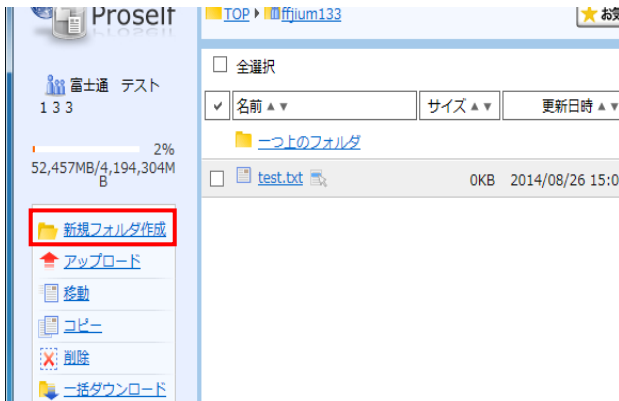 Proself
TOP ▸ ffjium133
富士通 テスト
133
2%
52,457MB/4,194,304M
B
新規フォルダ作成
アップロード
移動
コピー
削除
一括ダウンロード
全選択
名前 ▲▼ サイズ ▲▼ 更新日時 ▲▼
一つ上のフォルダ
test.txt 0KB 2014/08/26 15:0